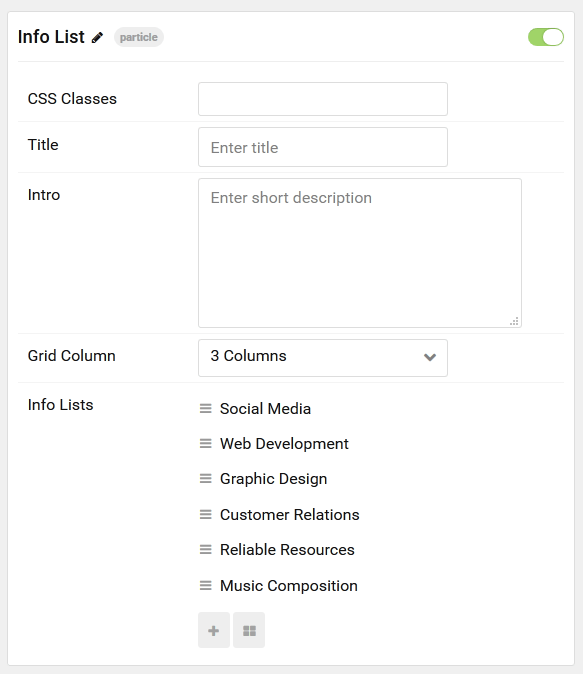 Info List particle
CSS Classes
Title Enter title
Intro Enter short description
Grid Column 3 Columns
Info Lists Social Media
Web Development
Graphic Design
Customer Relations
Reliable Resources
Music Composition